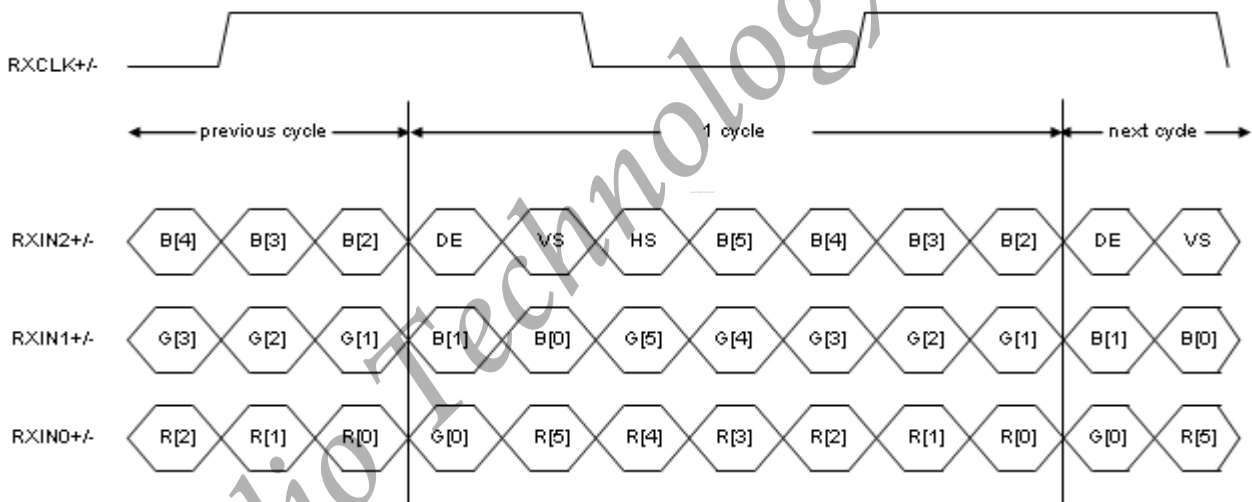 RXCLK+/-
previous cycle 1 cycle next cycle
RXIN2+/- B[4] B[3] B[2] DE VS HS B[5] B[4] B[3] B[2] DE VS
RXIN1+/- G[3] G[2] G[1] B[1] B[0] G[5] G[4] G[3] G[2] G[1] B[1] B[0]
RXIN0+/- R[2] R[1] R[0] G[0] R[5] R[4] R[3] R[2] R[1] R[0] G[0] R[5]
Technology